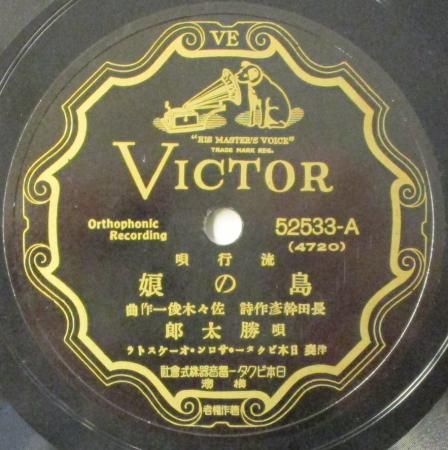 VE
"HIS MASTER'S VOICE"
TRADE MARK REG.
VICTOR
Orthophonic
Recording
52533-A
(4720)
唄行流
娘の島
曲作一俊木々佐 詩作彦幹田長
郎太勝 唄
ラトスケーオ・ンロサ・ータクビ本日 奏伴
社會式株器音蓄ータクビ本日
濱横